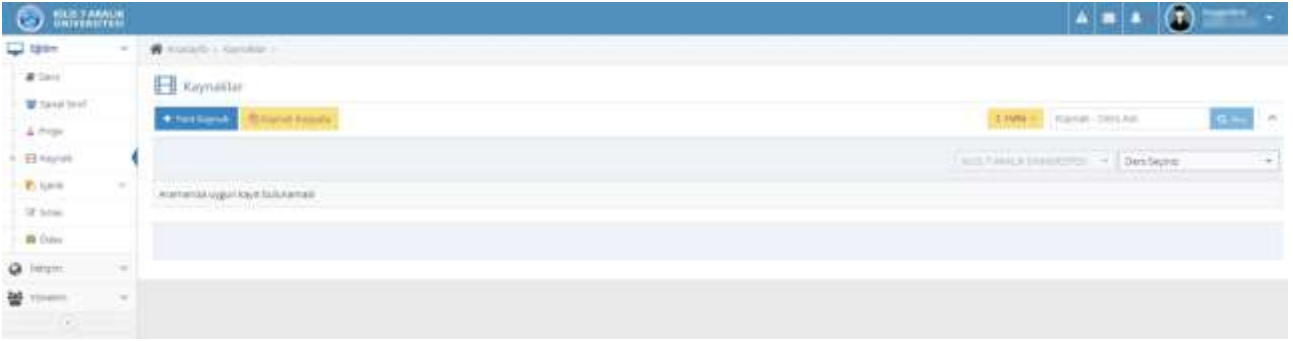 KİLİS 7 ARALIK
ÜNİVERSİTESİ
Eğitim
Anasayfa > Kaynaklar >
Ders
Kaynaklar
Sanal Sınıf
+ Yeni Kaynak
Kaynak Kopyala
1. Hafta
Kaynak - Ders Adı
Ara
Proje
Kaynak
KİLİS 7 ARALIK ÜNİVERSİTESİ
Ders Seçiniz
İçerik
Aramanıza uygun kayıt bulunamadı
Sınav
Ödev
İletişim
Yönetim